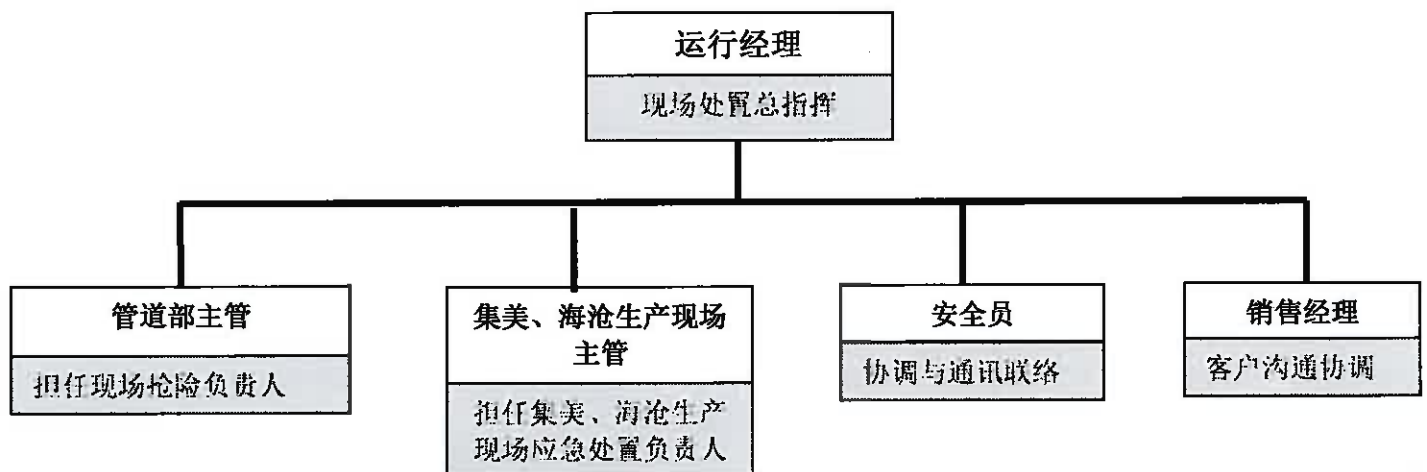 运行经理
现场处置总指挥
管道部主管
担任现场抢险负责人
集美、海沧生产现场
主管
担任集美、海沧生产
现场应急处置负责人
安全员
协调与通讯联络
销售经理
客户沟通协调